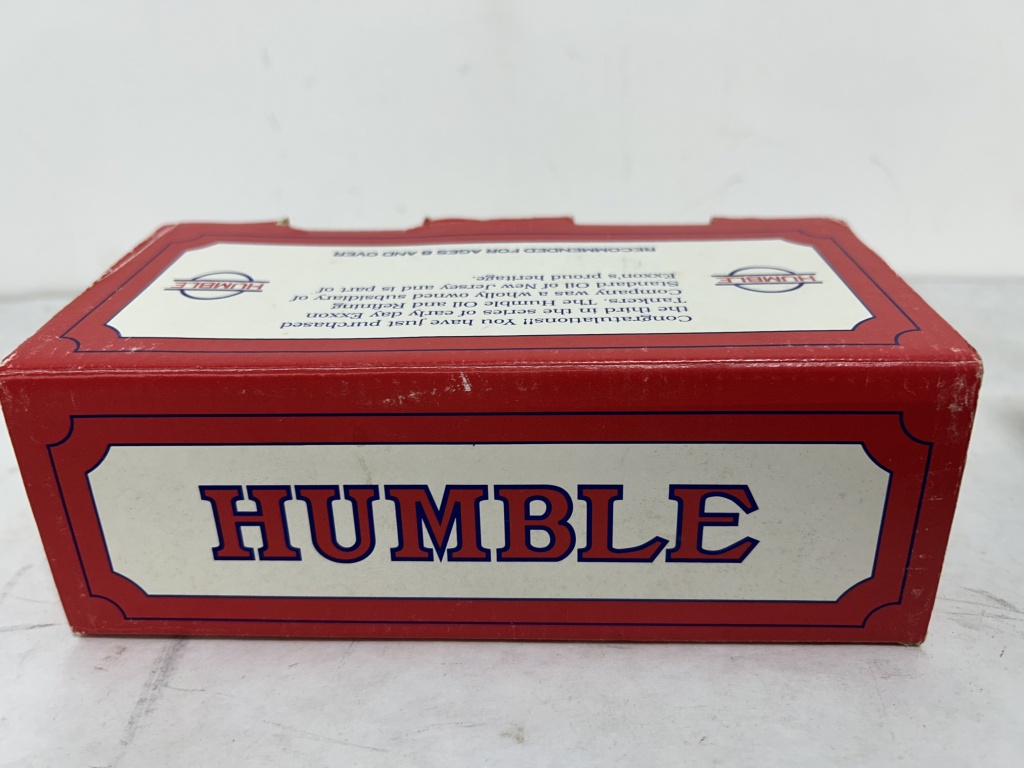 Congratulations!! You have just purchased
the third in the series of early day Exxon
Tankers. The Humble Oil and Refining
Company was a wholly owned subsidiary of
Standard Oil of New Jersey and is part of
Exxon's proud heritage.
RECOMMENDED FOR AGES 8 AND OVER
HUMBLE
HUMBLE
HUMBLE